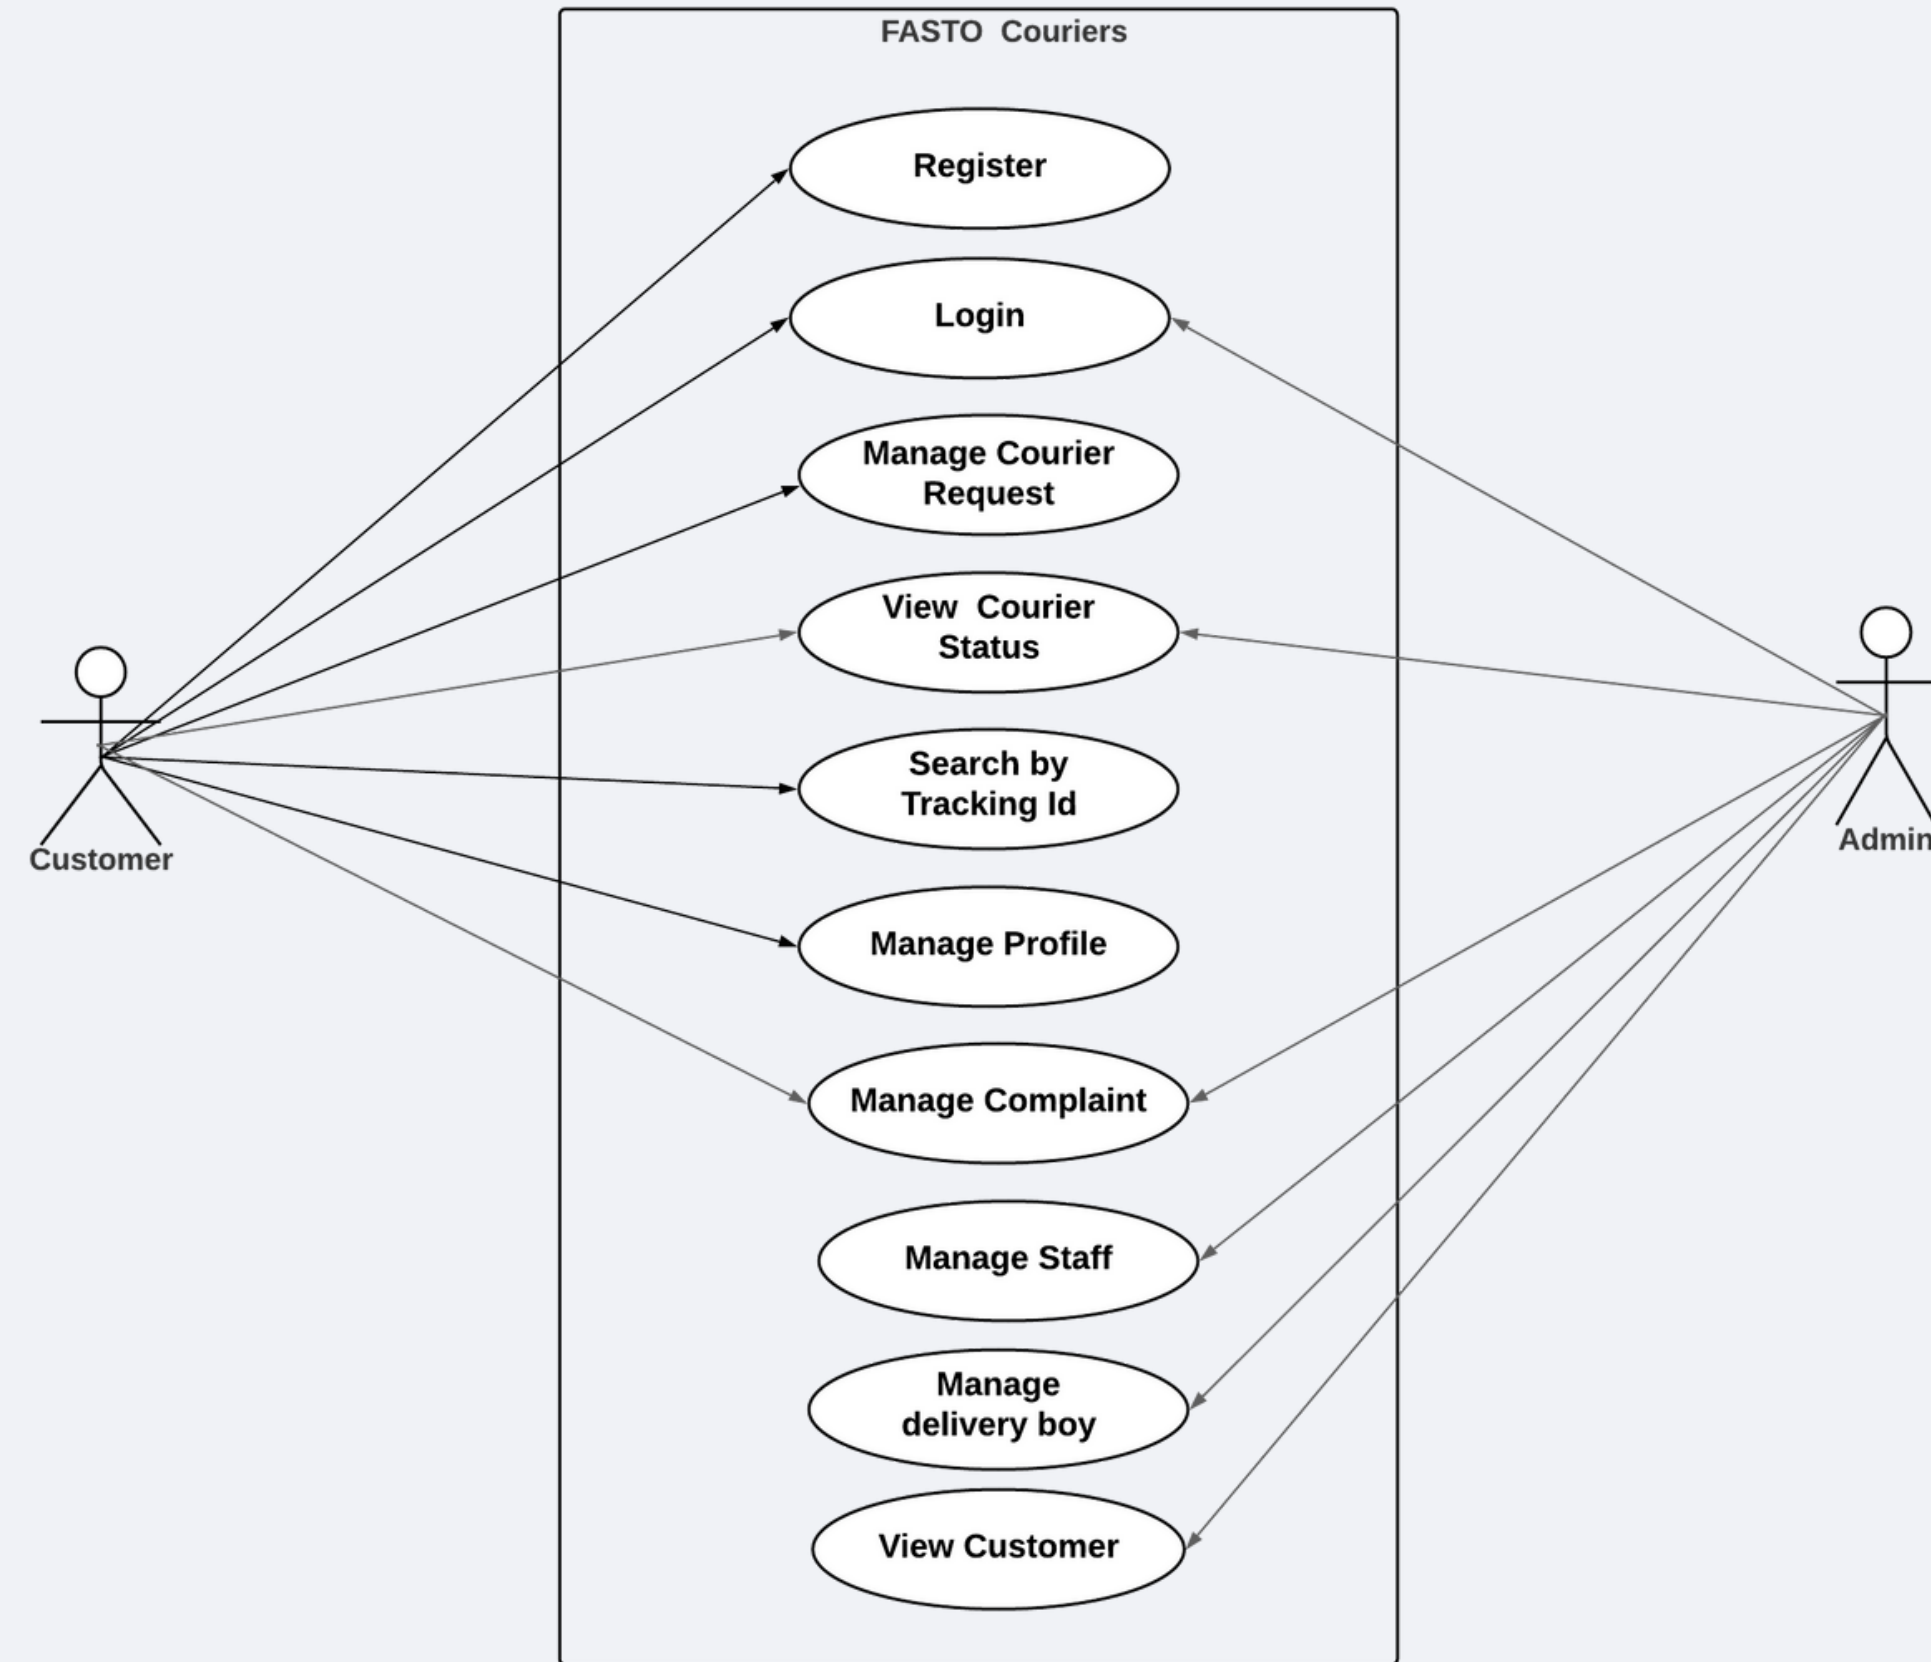 FASTO  Couriers
Register
Login
Manage Courier
Request
View  Courier
Status
Search by
Tracking Id
Manage Profile
Manage Complaint
Manage Staff
Manage
delivery boy
View Customer
Customer
Admin